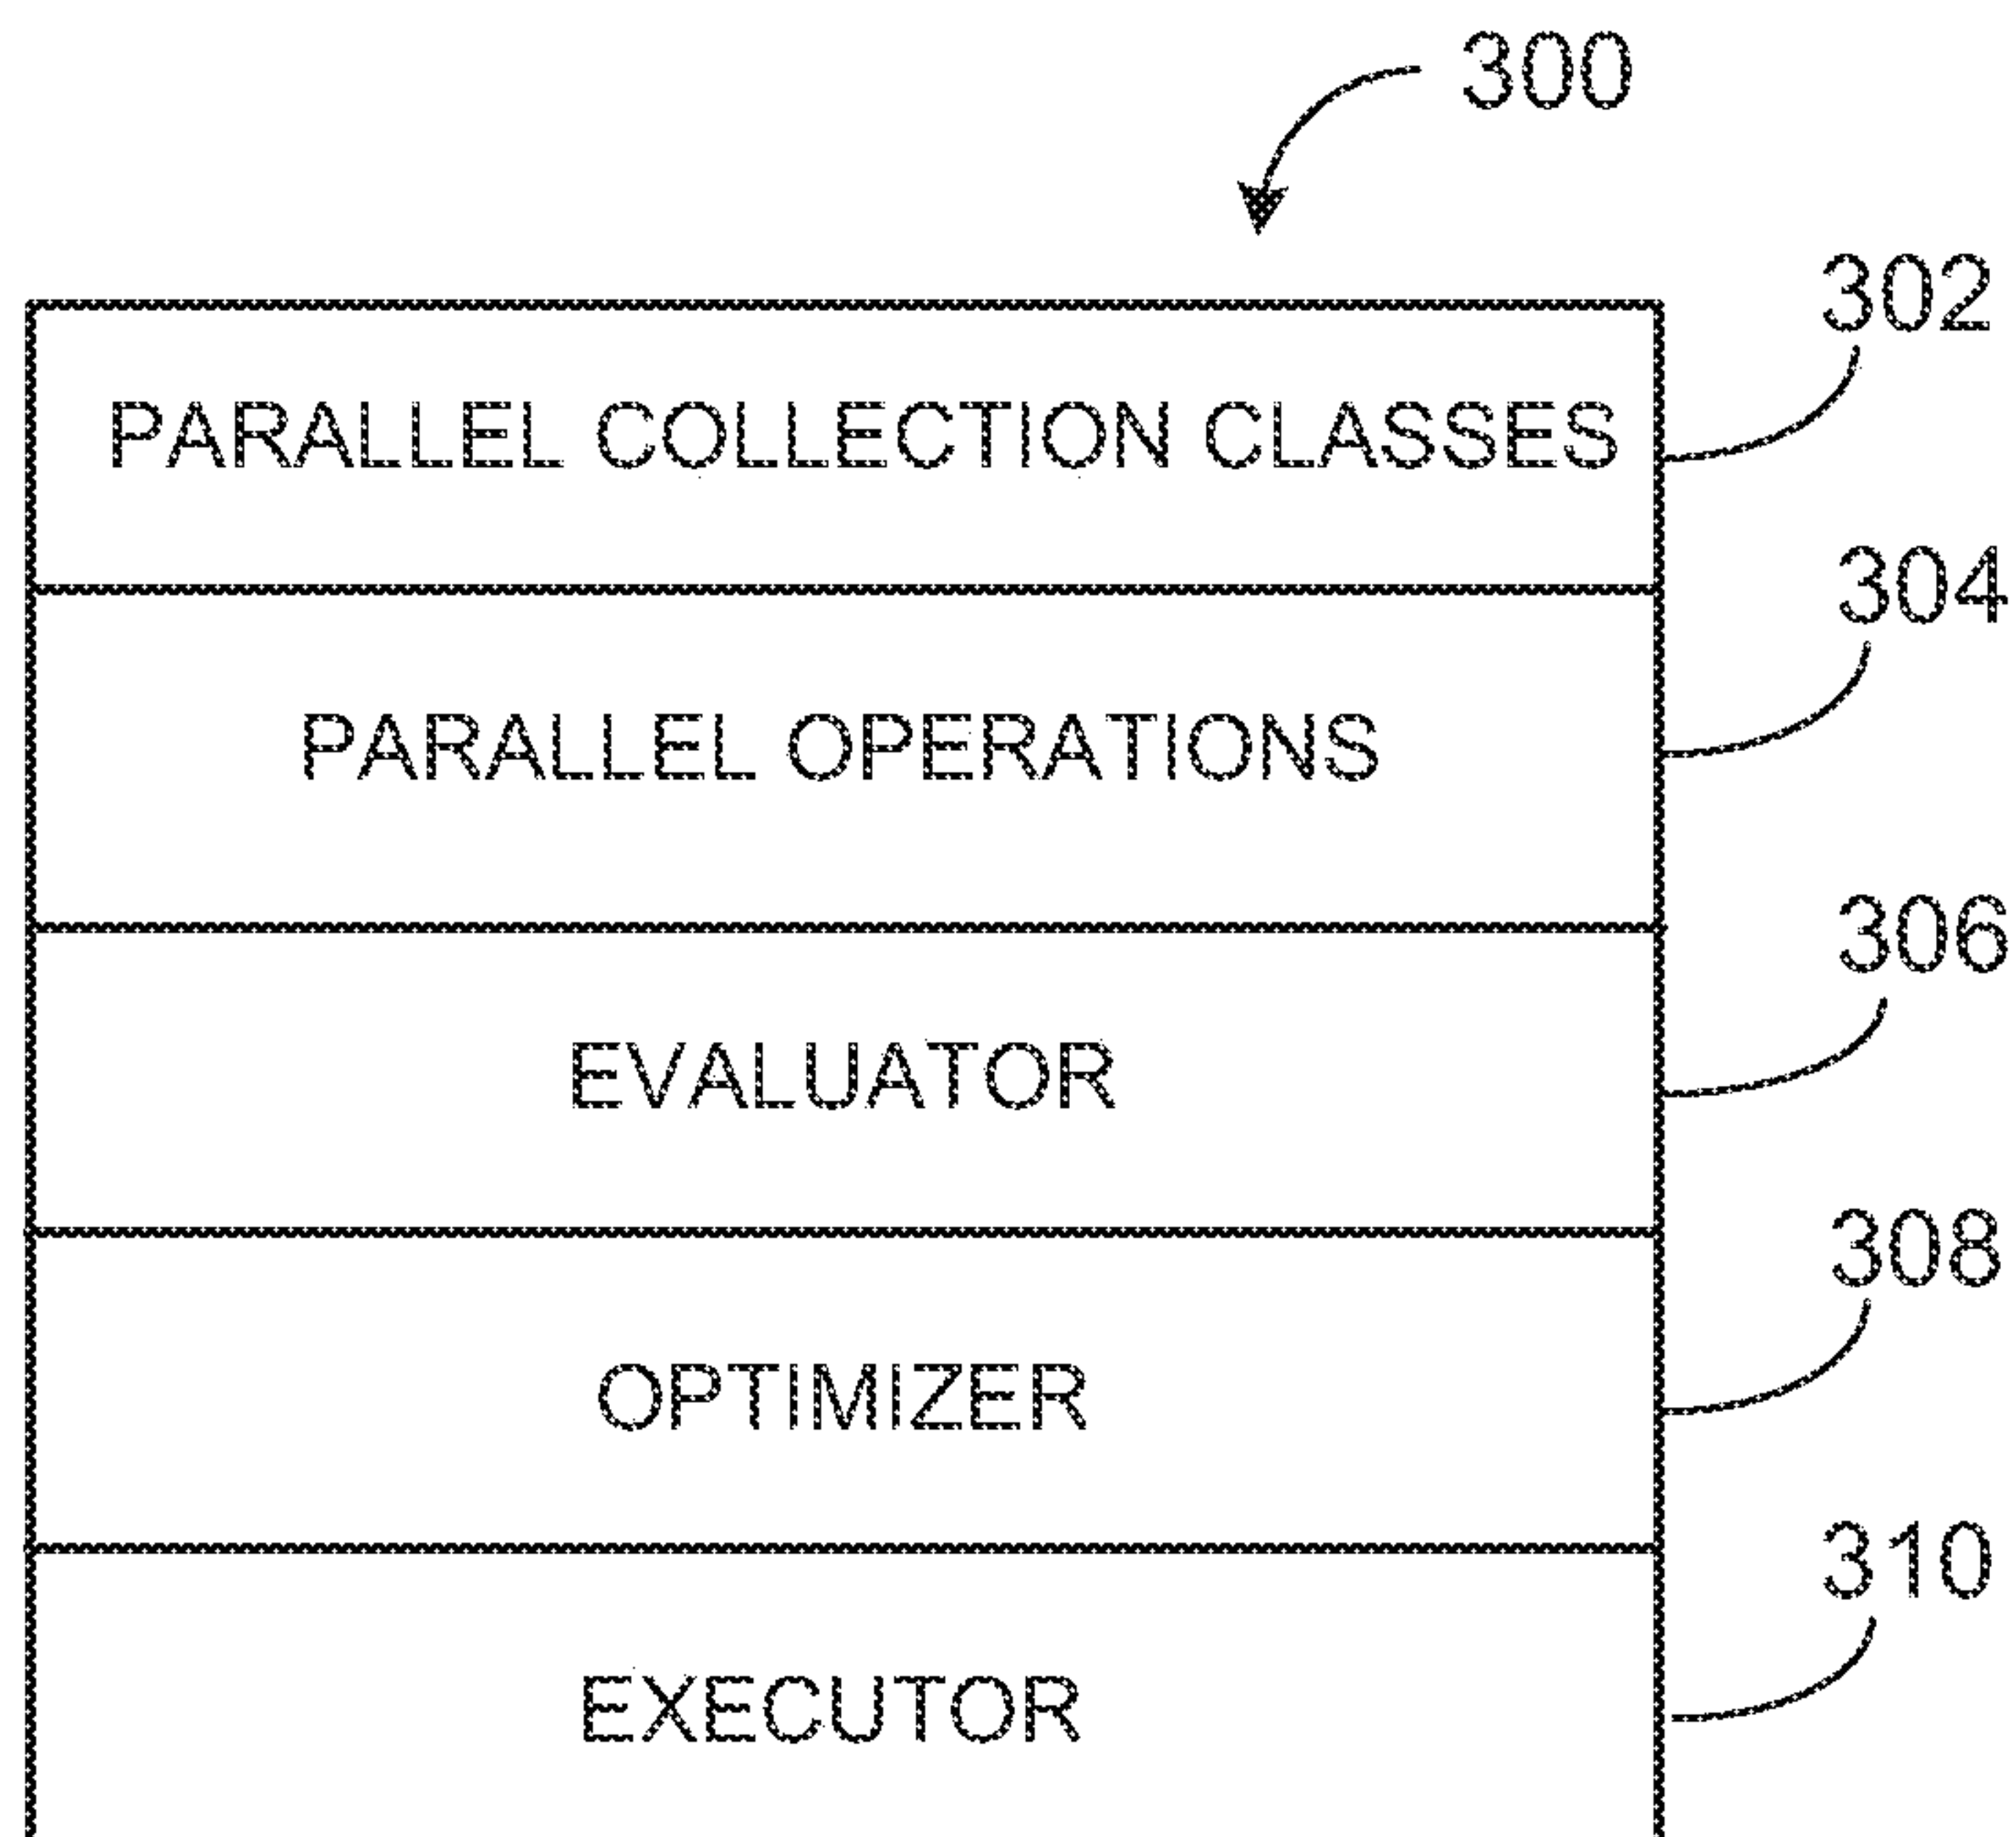 300
302
PARALLEL COLLECTION CLASSES
304
PARALLEL OPERATIONS
306
EVALUATOR
308
OPTIMIZER
310
EXECUTOR